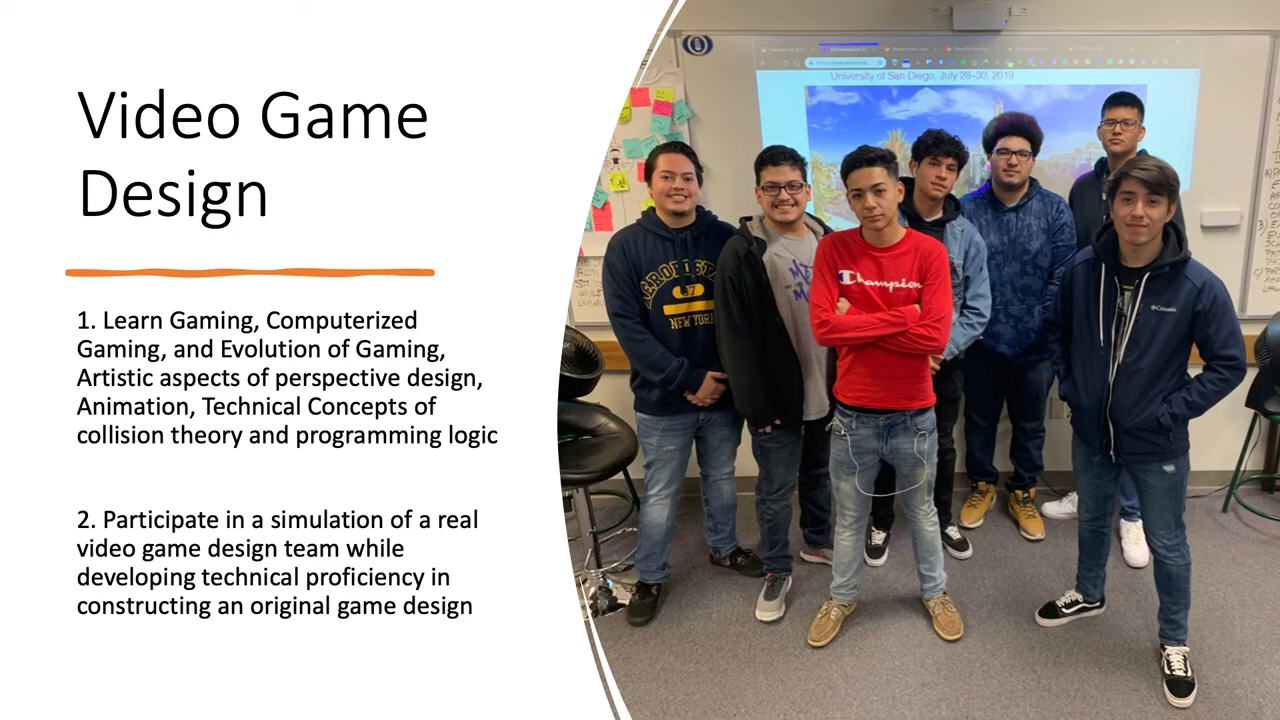 Video Game
Design
1. Learn Gaming, Computerized
Gaming, and Evolution of Gaming,
Artistic aspects of perspective design,
Animation, Technical Concepts of
collision theory and programming logic
2. Participate in a simulation of a real
video game design team while
developing technical proficiency in
constructing an original game design
University of San Diego, July 28–30, 2019
AEROPOSTA
87
NEW YORK
Champion
Columbia